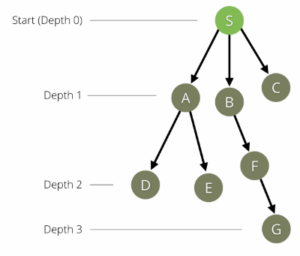 Start (Depth 0)
S
Depth 1
A
B
C
Depth 2
D
E
F
Depth 3
G